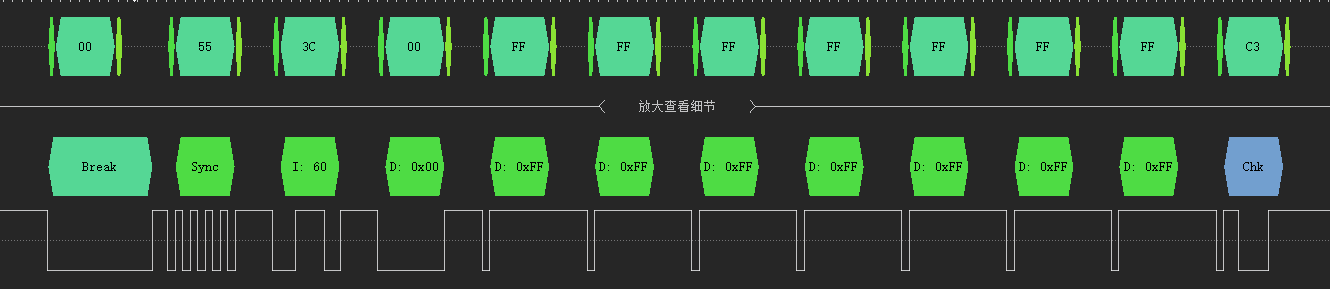 00 55 3C 00 FF FF FF FF FF FF FF C3
放大查看细节
Break Sync I: 60 D: 0x00 D: 0xFF D: 0xFF D: 0xFF D: 0xFF D: 0xFF D: 0xFF D: 0xFF Chk